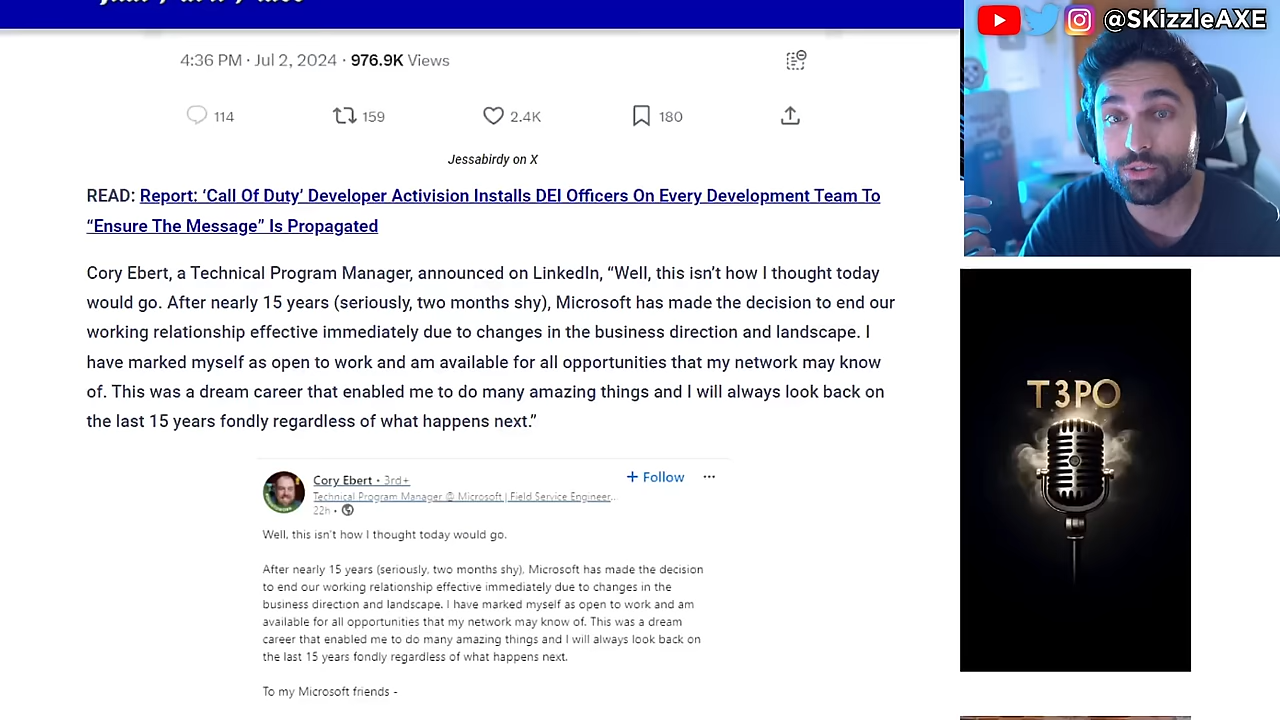 @SKizzleAXE
4:36 PM · Jul 2, 2024 · 976.9K Views
114 159 2.4K 180
Jessabirdy on X
READ: Report: ‘Call Of Duty’ Developer Activision Installs DEI Officers On Every Development Team To
“Ensure The Message” Is Propagated
Cory Ebert, a Technical Program Manager, announced on LinkedIn, “Well, this isn’t how I thought today
would go. After nearly 15 years (seriously, two months shy), Microsoft has made the decision to end our
working relationship effective immediately due to changes in the business direction and landscape. I
have marked myself as open to work and am available for all opportunities that my network may know
of. This was a dream career that enabled me to do many amazing things and I will always look back on
the last 15 years fondly regardless of what happens next.”
Cory Ebert • 3rd+
+ Follow ...
Technical Program Manager @ Microsoft | Field Service Engineer...
22h •
Well, this isn't how I thought today would go.
After nearly 15 years (seriously, two months shy), Microsoft has made the decision
to end our working relationship effective immediately due to changes in the
business direction and landscape. I have marked myself as open to work and am
available for all opportunities that my network may know of. This was a dream
career that enabled me to do many amazing things and I will always look back on
the last 15 years fondly regardless of what happens next.
To my Microsoft friends -
T3PO